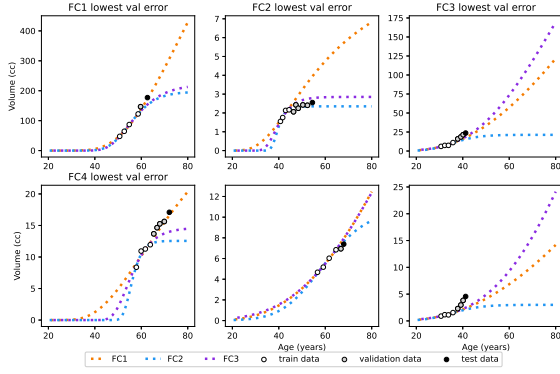 FC1 lowest val error
FC2 lowest val error
FC3 lowest val error
Volume (cc)
400
300
200
100
0
20 40 60 80
7
6
5
4
3
2
1
0
20 40 60 80
175
150
125
100
75
50
25
0
20 40 60 80
FC4 lowest val error
Volume (cc)
20
15
10
5
0
20 40 60 80
12
10
8
6
4
2
0
20 40 60 80
Age (years)
25
20
15
10
5
0
20 40 60 80
Age (years)
FC1 FC2 FC3 train data validation data test data